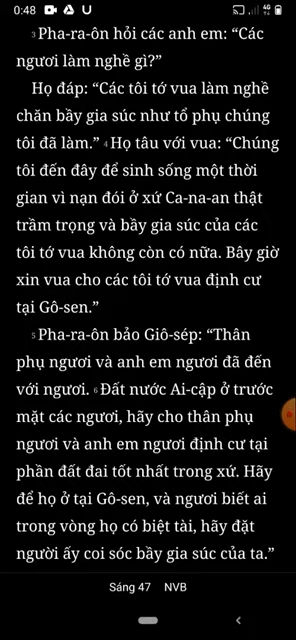 0:48
4G
3 Pha-ra-ôn hỏi các anh em: “Các
ngươi làm nghề gì?”
Họ đáp: “Các tôi tớ vua làm nghề
chăn bầy gia súc như tổ phụ chúng
tôi đã làm.” 4 Họ tâu với vua: “Chúng
tôi đến đây để sinh sống một thời
gian vì nạn đói ở xứ Ca-na-an thật
trầm trọng và bầy gia súc của các
tôi tớ vua không còn có nữa. Bây giờ
xin vua cho các tôi tớ vua định cư
tại Gô-sen.”
5 Pha-ra-ôn bảo Giô-sép: “Thân
phụ ngươi và anh em ngươi đã đến
với ngươi. 6 Đất nước Ai-cập ở trước
mặt các ngươi, hãy cho thân phụ
ngươi và anh em ngươi định cư tại
phần đất đai tốt nhất trong xứ. Hãy
để họ ở tại Gô-sen, và ngươi biết ai
trong vòng họ có biệt tài, hãy đặt
người ấy coi sóc bầy gia súc của ta.”
Sáng 47 NVB